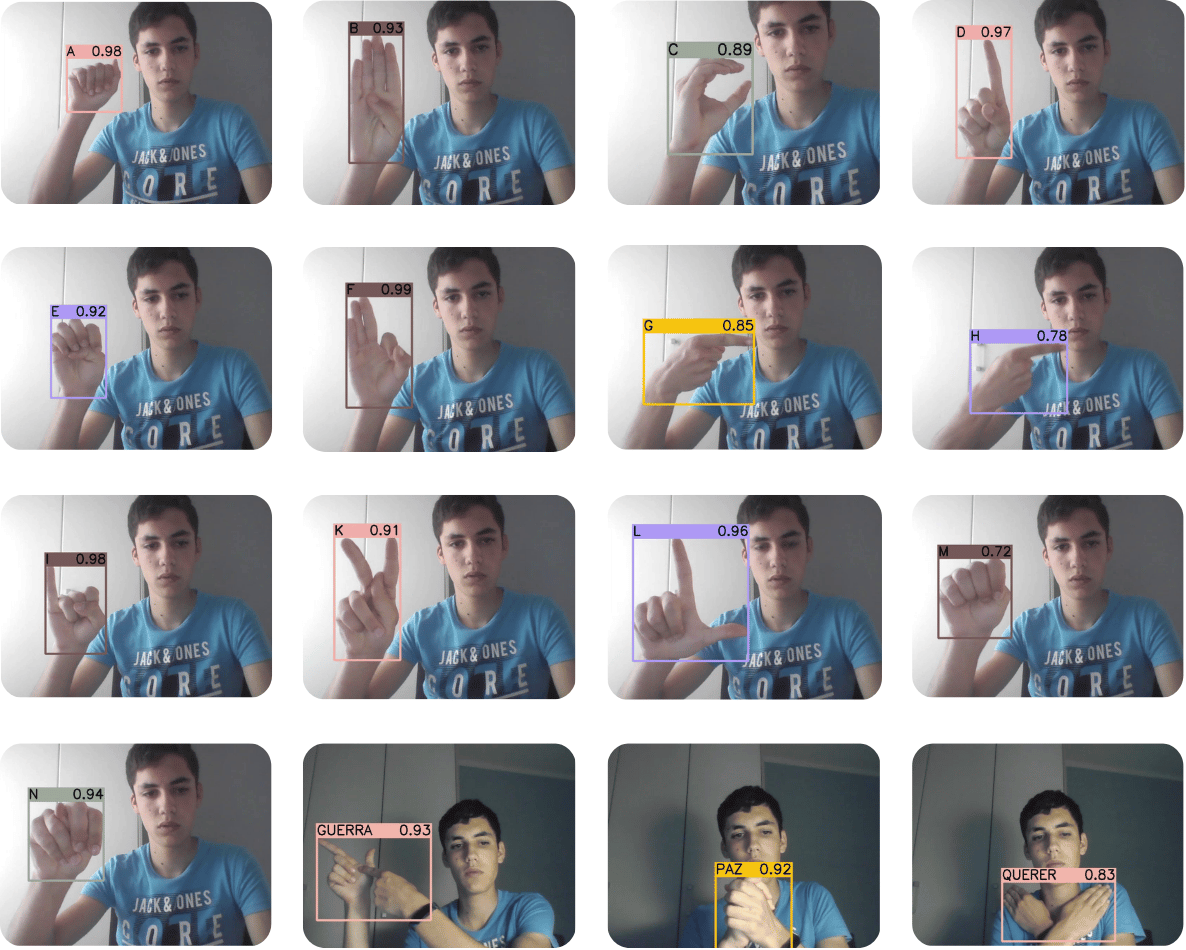 A 0.98
JACK & JONES
CORE
B 0.93
JACK & JONES
CORE
C 0.89
JACK & JONES
CORE
D 0.97
JACK & JONES
CORE
E 0.92
JACK & JONES
CORE
F 0.99
JACK & JONES
CORE
G 0.85
JACK & JONES
CORE
H 0.78
JACK & JONES
CORE
I 0.98
JACK & JONES
CORE
K 0.91
JACK & JONES
CORE
L 0.96
JACK & JONES
CORE
M 0.72
JACK & JONES
CORE
N 0.94
JACK & JONES
CORE
GUERRA 0.93
PAZ 0.92
QUERER 0.83